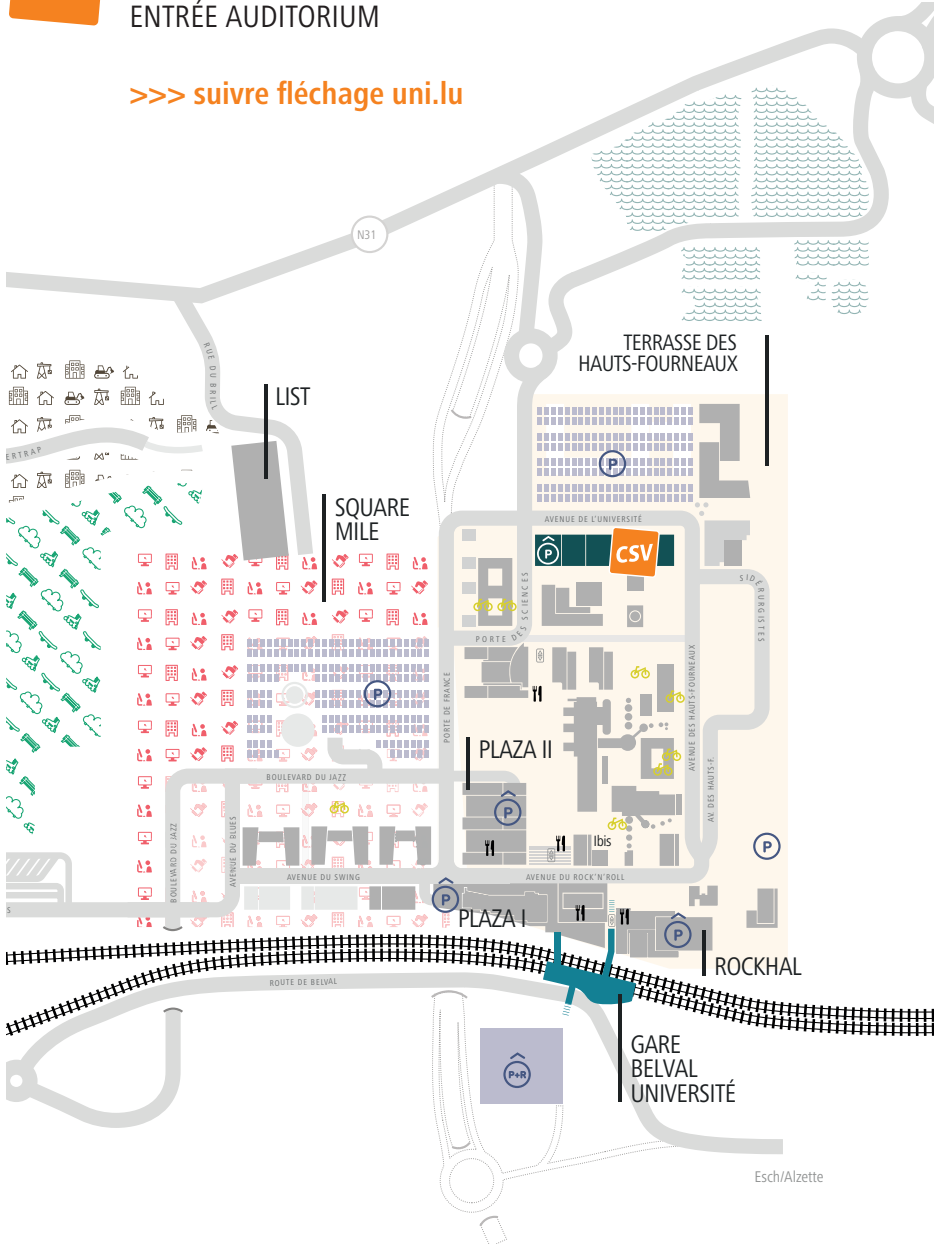 ENTRÉE AUDITORIUM
>>> suivre fléchage uni.lu
N31
RUE DU BRILL
TERRASSE DES
HAUTS-FOURNEAUX
LIST
ERTRAP
P
SQUARE
MILE
AVENUE DE L'UNIVERSITÉ
P
CSV
SIDERURGISTES
PORTE DES SCIENCES
P
PORTE DE FRANCE
AVENUE DES HAUTS-FOURNEAUX
PLAZA II
BOULEVARD DU JAZZ
AV. DES HAUTS-F.
P
BOULEVARD DU JAZZ
AVENUE DU BLUES
Ibis
P
AVENUE DU SWING
AVENUE DU ROCK'N'ROLL
P
S
PLAZA I
P
ROCKHAL
ROUTE DE BELVAL
GARE
BELVAL
UNIVERSITÉ
P+R
Esch/Alzette